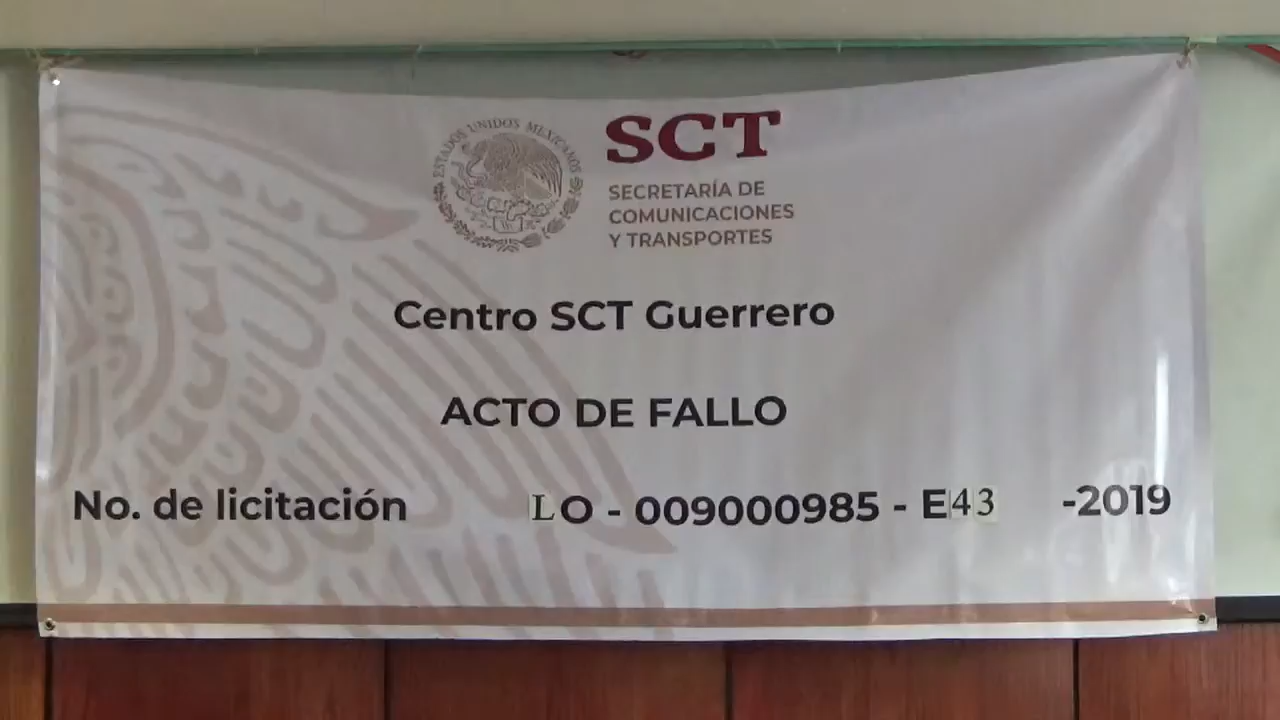 ESTADOS UNIDOS MEXICANOS
SCT
SECRETARÍA DE
COMUNICACIONES
Y TRANSPORTES
Centro SCT Guerrero
ACTO DE FALLO
No. de licitación LO - 009000985 - E43 -2019